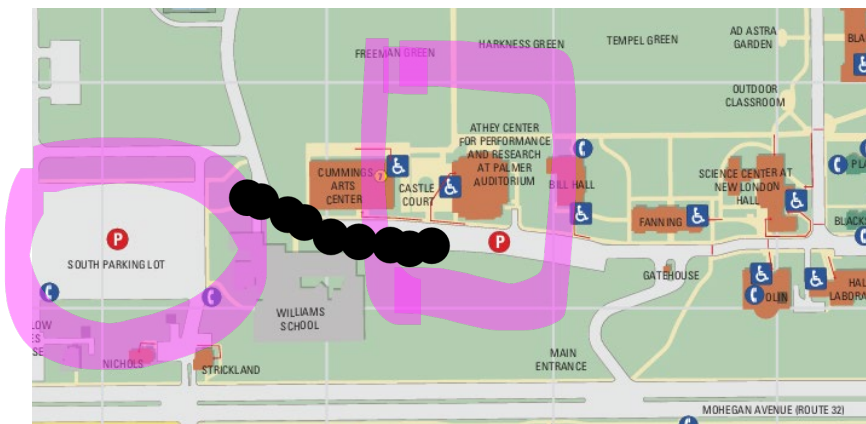 FREEMAN GREEN
HARKNESS GREEN
TEMPEL GREEN
AD ASTRA
GARDEN
OUTDOOR
CLASSROOM
ATHEY CENTER
FOR PERFORMANCE
AND RESEARCH
AT PALMER
AUDITORIUM
CUMMINGS
ARTS
CENTER
7
CASTLE
COURT
BILL HALL
SCIENCE CENTER AT
NEW LONDON
HALL
FANNING
P
P
SOUTH PARKING LOT
GATEHOUSE
WILLIAMS
SCHOOL
NICHOLS
STRICKLAND
MAIN
ENTRANCE
MOHEGAN AVENUE (ROUTE 32)